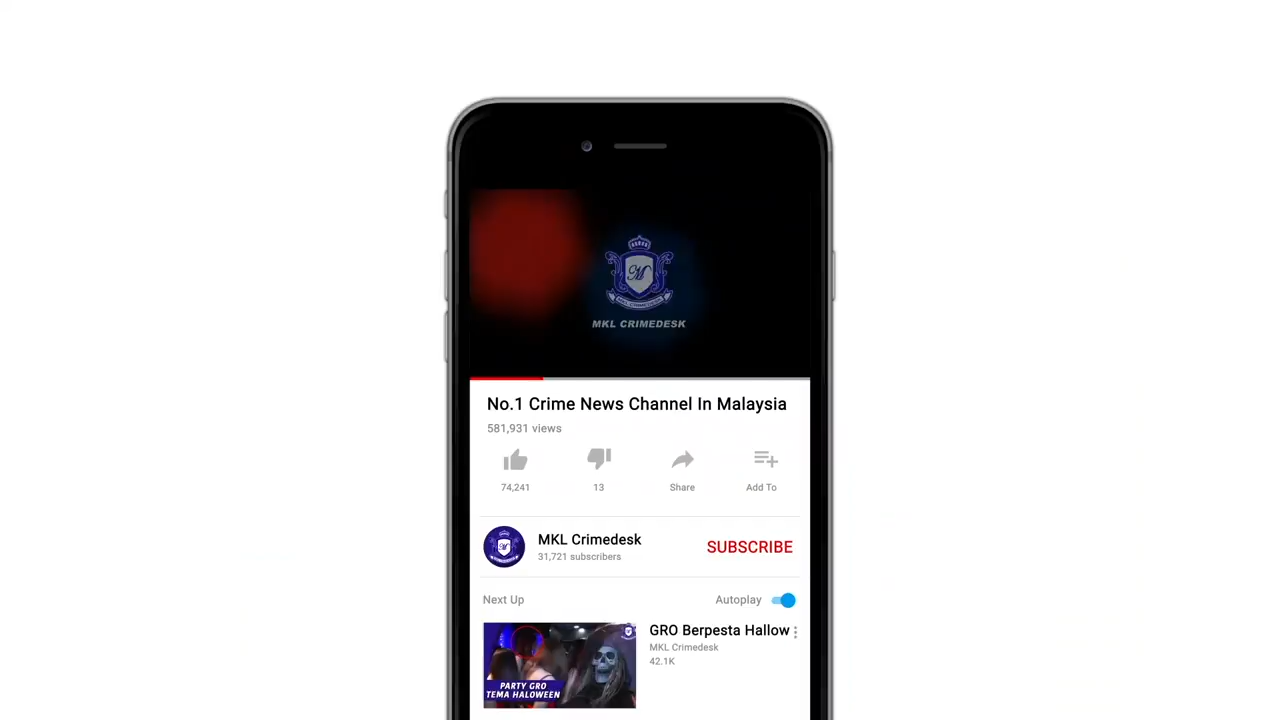 MKL CRIMEDESK
MKL CRIMEDESK
No.1 Crime News Channel In Malaysia
581,931 views
74,241
13
Share
Add To
MKL Crimedesk
31,721 subscribers
SUBSCRIBE
Next Up
Autoplay
GRO Berpesta Hallow
MKL Crimedesk
42.1K
PARTY GRO
TEMA HALOWEEN